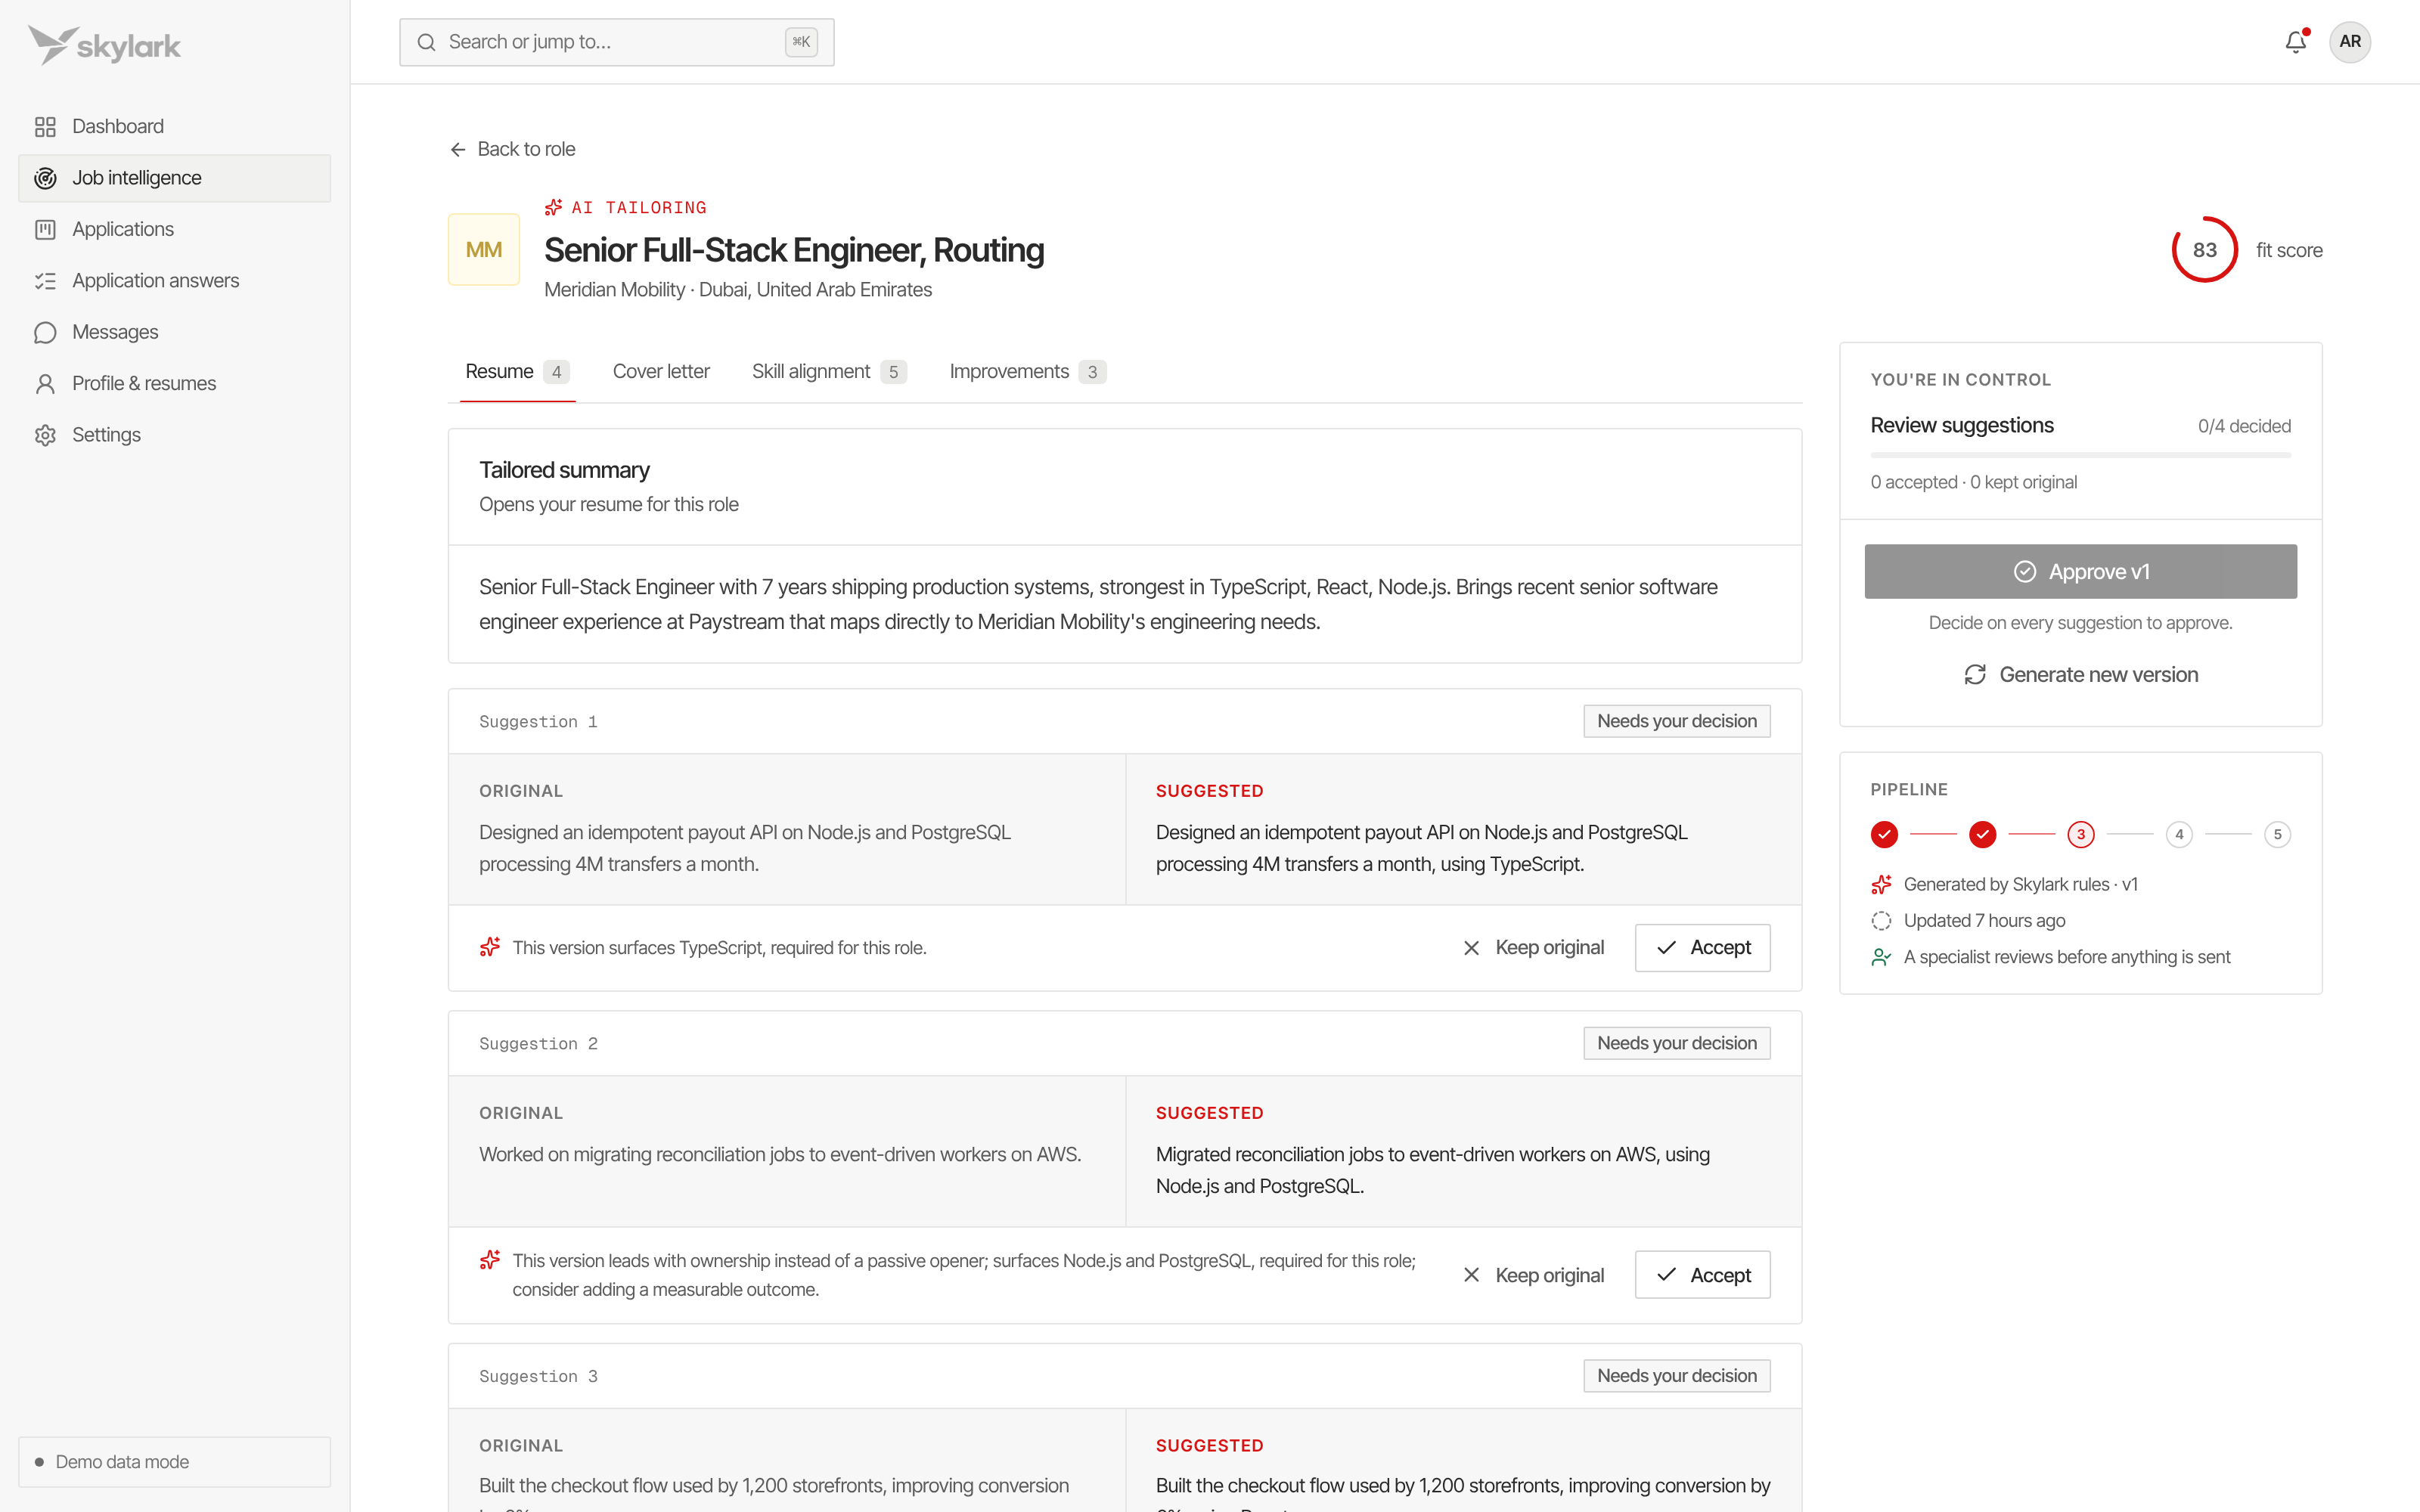 skylark
Search or jump to...
⌘K
AR
Dashboard
Job intelligence
Applications
Application answers
Messages
Profile & resumes
Settings
Demo data mode
Back to role
MM
AI TAILORING
Senior Full-Stack Engineer, Routing
Meridian Mobility · Dubai, United Arab Emirates
83
fit score
Resume 4
Cover letter
Skill alignment 5
Improvements 3
Tailored summary
Opens your resume for this role
Senior Full-Stack Engineer with 7 years shipping production systems, strongest in TypeScript, React, Node.js. Brings recent senior software
engineer experience at Paystream that maps directly to Meridian Mobility's engineering needs.
Suggestion 1
Needs your decision
ORIGINAL
Designed an idempotent payout API on Node.js and PostgreSQL
processing 4M transfers a month.
SUGGESTED
Designed an idempotent payout API on Node.js and PostgreSQL
processing 4M transfers a month, using TypeScript.
This version surfaces TypeScript, required for this role.
Keep original
Accept
Suggestion 2
Needs your decision
ORIGINAL
Worked on migrating reconciliation jobs to event-driven workers on AWS.
SUGGESTED
Migrated reconciliation jobs to event-driven workers on AWS, using
Node.js and PostgreSQL.
This version leads with ownership instead of a passive opener; surfaces Node.js and PostgreSQL, required for this role;
consider adding a measurable outcome.
Keep original
Accept
Suggestion 3
Needs your decision
ORIGINAL
Built the checkout flow used by 1,200 storefronts, improving conversion
SUGGESTED
Built the checkout flow used by 1,200 storefronts, improving conversion by
YOU'RE IN CONTROL
Review suggestions
0/4 decided
0 accepted · 0 kept original
Approve v1
Decide on every suggestion to approve.
Generate new version
PIPELINE
3
4
5
Generated by Skylark rules · v1
Updated 7 hours ago
A specialist reviews before anything is sent